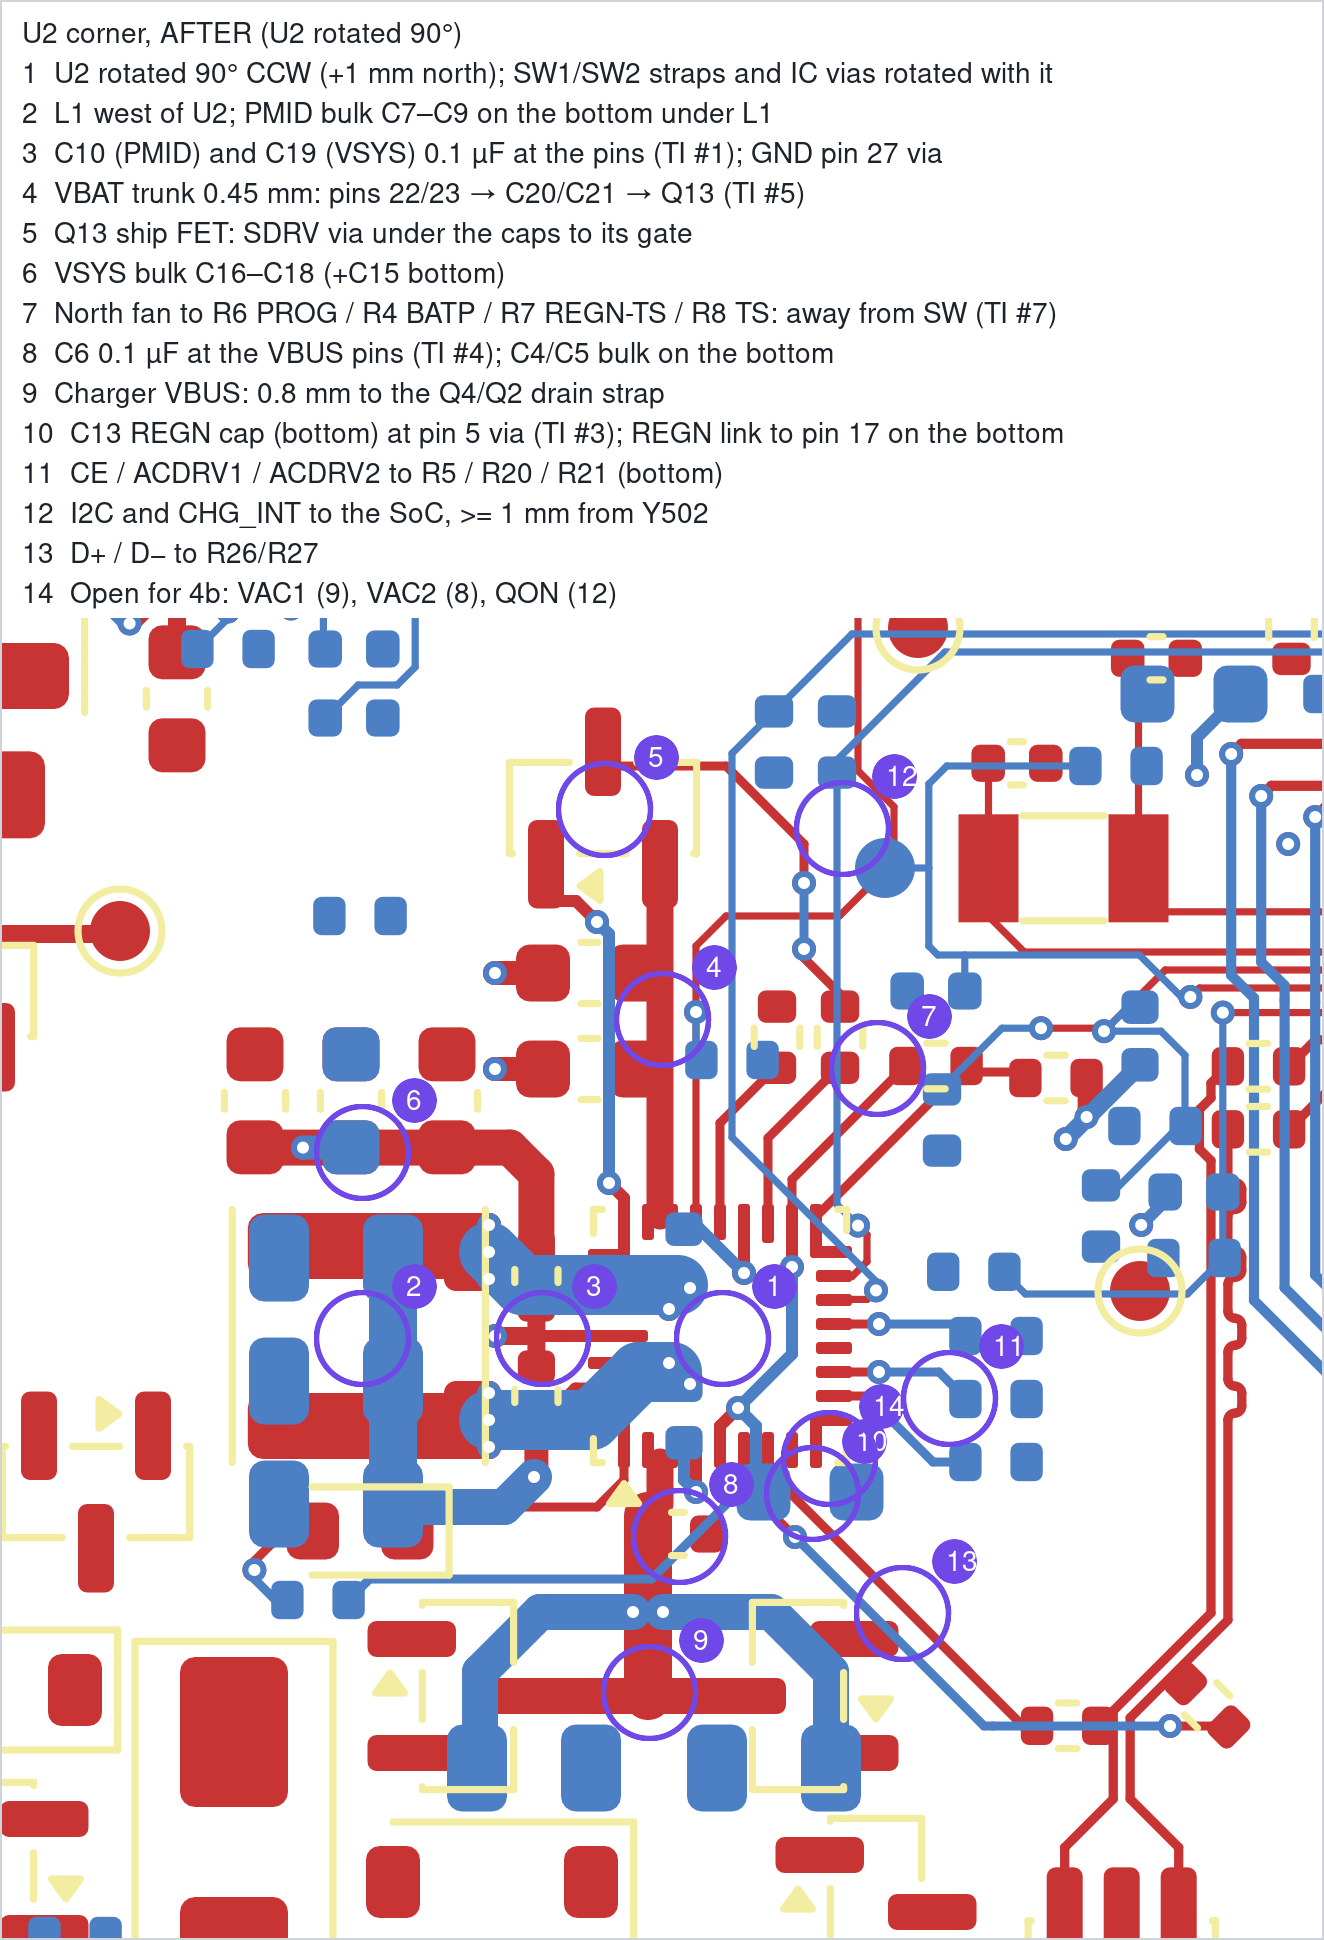 U2 corner, AFTER (U2 rotated 90°)
1 U2 rotated 90° CCW (+1 mm north); SW1/SW2 straps and IC vias rotated with it
2 L1 west of U2; PMID bulk C7–C9 on the bottom under L1
3 C10 (PMID) and C19 (VSYS) 0.1 µF at the pins (TI #1); GND pin 27 via
4 VBAT trunk 0.45 mm: pins 22/23 → C20/C21 → Q13 (TI #5)
5 Q13 ship FET: SDRV via under the caps to its gate
6 VSYS bulk C16–C18 (+C15 bottom)
7 North fan to R6 PROG / R4 BATP / R7 REGN-TS / R8 TS: away from SW (TI #7)
8 C6 0.1 µF at the VBUS pins (TI #4); C4/C5 bulk on the bottom
9 Charger VBUS: 0.8 mm to the Q4/Q2 drain strap
10 C13 REGN cap (bottom) at pin 5 via (TI #3); REGN link to pin 17 on the bottom
11 CE / ACDRV1 / ACDRV2 to R5 / R20 / R21 (bottom)
12 I2C and CHG_INT to the SoC, >= 1 mm from Y502
13 D+ / D− to R26/R27
14 Open for 4b: VAC1 (9), VAC2 (8), QON (12)
5
12
4
7
6
2
3
1
11
14
10
8
13
9